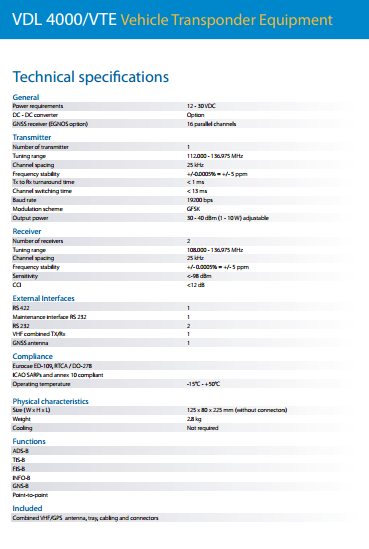 VDL 4000/VTE Vehicle Transponder Equipment
Technical specifications
General
Power requirements 12 - 30 VDC
DC - DC converter Option
GNSS receiver (EGNOS option) 16 parallel channels
Transmitter
Number of transmitter 1
Tuning range 112.000 - 136.975 MHz
Channel spacing 25 kHz
Frequency stability +/-0.0005% = +/- 5 ppm
Tx to Rx turnaround time < 1 ms
Channel switching time < 13 ms
Baud rate 19200 bps
Modulation scheme GFSK
Output power 30 - 40 dBm (1 - 10 W) adjustable
Receiver
Number of receivers 2
Tuning range 108.000 - 136.975 MHz
Channel spacing 25 kHz
Frequency stability +/- 0.0005% = +/- 5 ppm
Sensitivity <-98 dBm
CCI <12 dB
External Interfaces
RS 422 1
Maintenance interface RS 232 1
RS 232 2
VHF combined TX/Rx 1
GNSS antenna 1
Compliance
Eurocae ED-109, RTCA / DO-278
ICAO SARPs and annex 10 compliant
Operating temperature -15°C - +50°C
Physical characteristics
Size (W x H x L) 125 x 80 x 225 mm (without connectors)
Weight 2.8 kg
Cooling Not required
Functions
ADS-B
TIS-B
FIS-B
INFO-B
GNS-B
Point-to-point
Included
Combined VHF/GPS antenna, tray, cabling and connectors